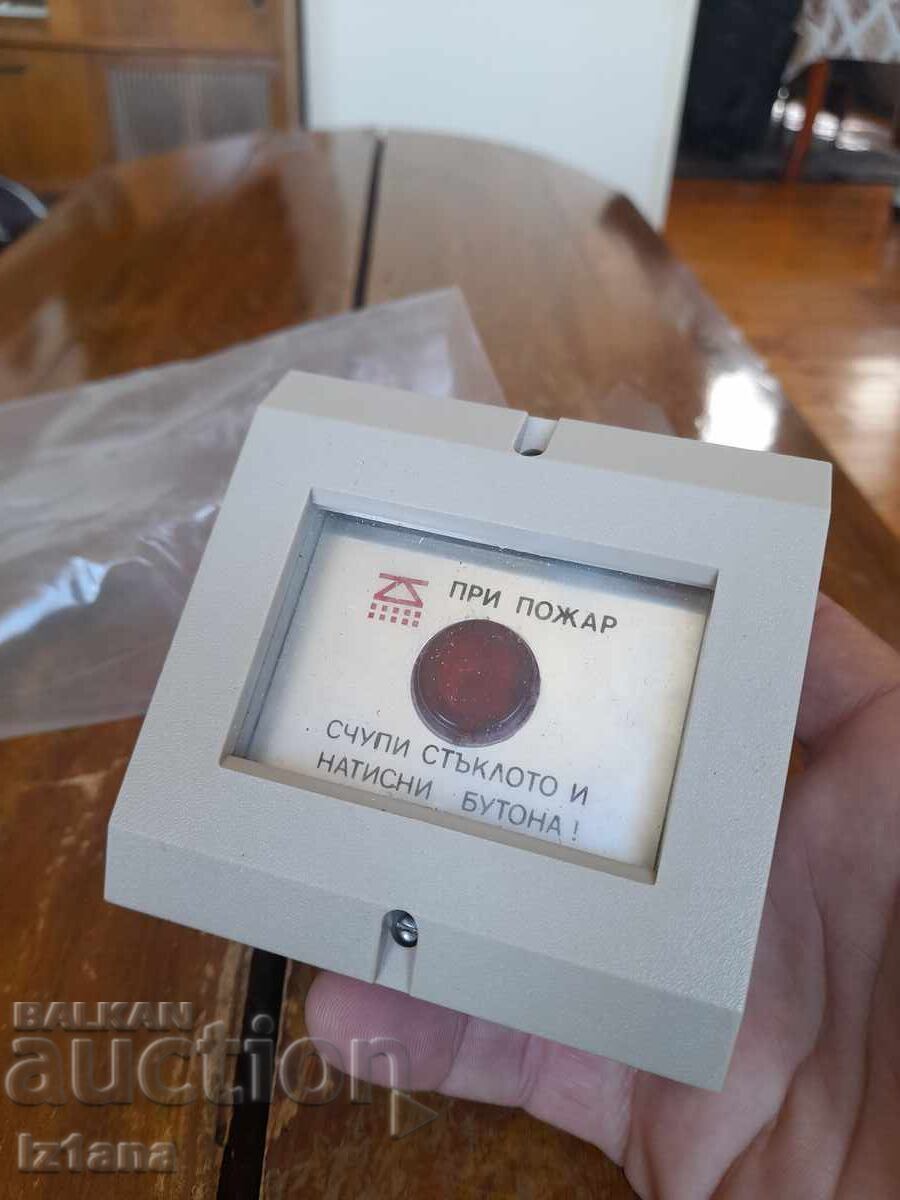 ПРИ ПОЖАР
СЧУПИ СТЪКЛОТО И
НАТИСНИ БУТОНА!
BALKAN
auction
iz1ana